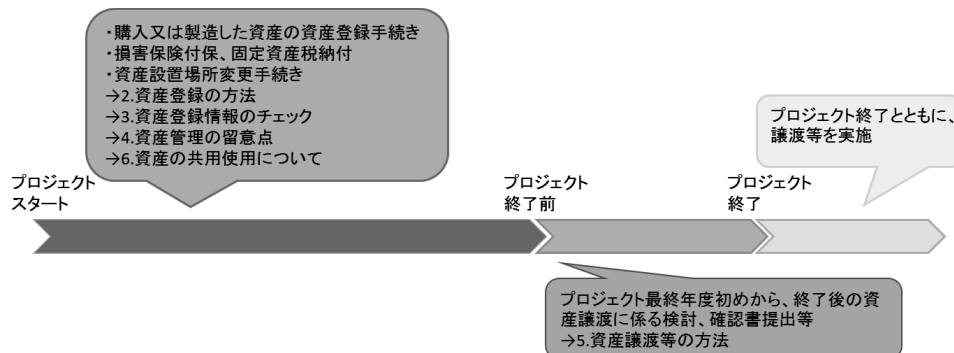 ・購入又は製造した資産の資産登録手続き
・損害保険付保、固定資産税納付
・資産設置場所変更手続き
→2.資産登録の方法
→3.資産登録情報のチェック
→4.資産管理の留意点
→6.資産の共用使用について
プロジェクト終了とともに、
譲渡等を実施
プロジェクト
スタート
プロジェクト
終了前
プロジェクト
終了
プロジェクト最終年度初めから、終了後の資
産譲渡に係る検討、確認書提出等
→5.資産譲渡等の方法